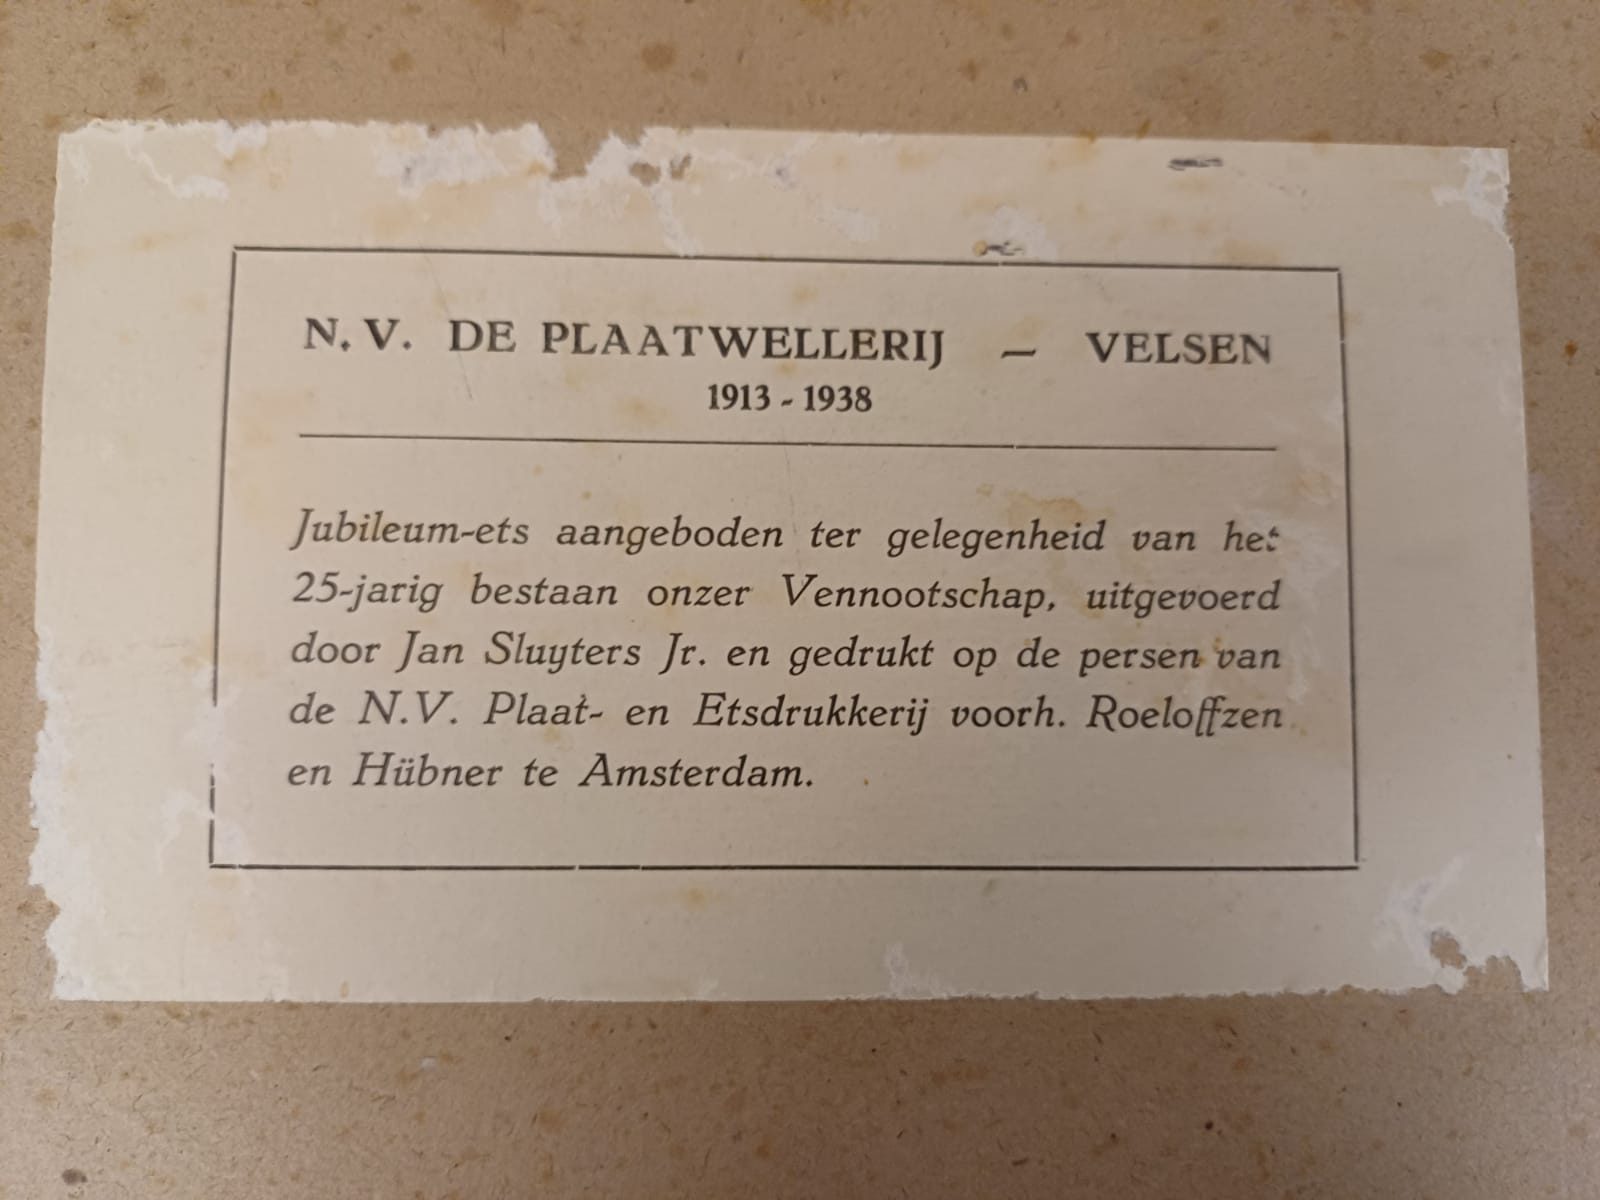 N.V. DE PLAATWELLERIJ — VELSEN
1913 - 1938
Jubileum-ets aangeboden ter gelegenheid van het
25-jarig bestaan onzer Vennootschap, uitgevoerd
door Jan Sluyters Jr. en gedrukt op de persen van
de N.V. Plaat- en Etsdrukkerij voorh. Roeloffzen
en Hübner te Amsterdam.